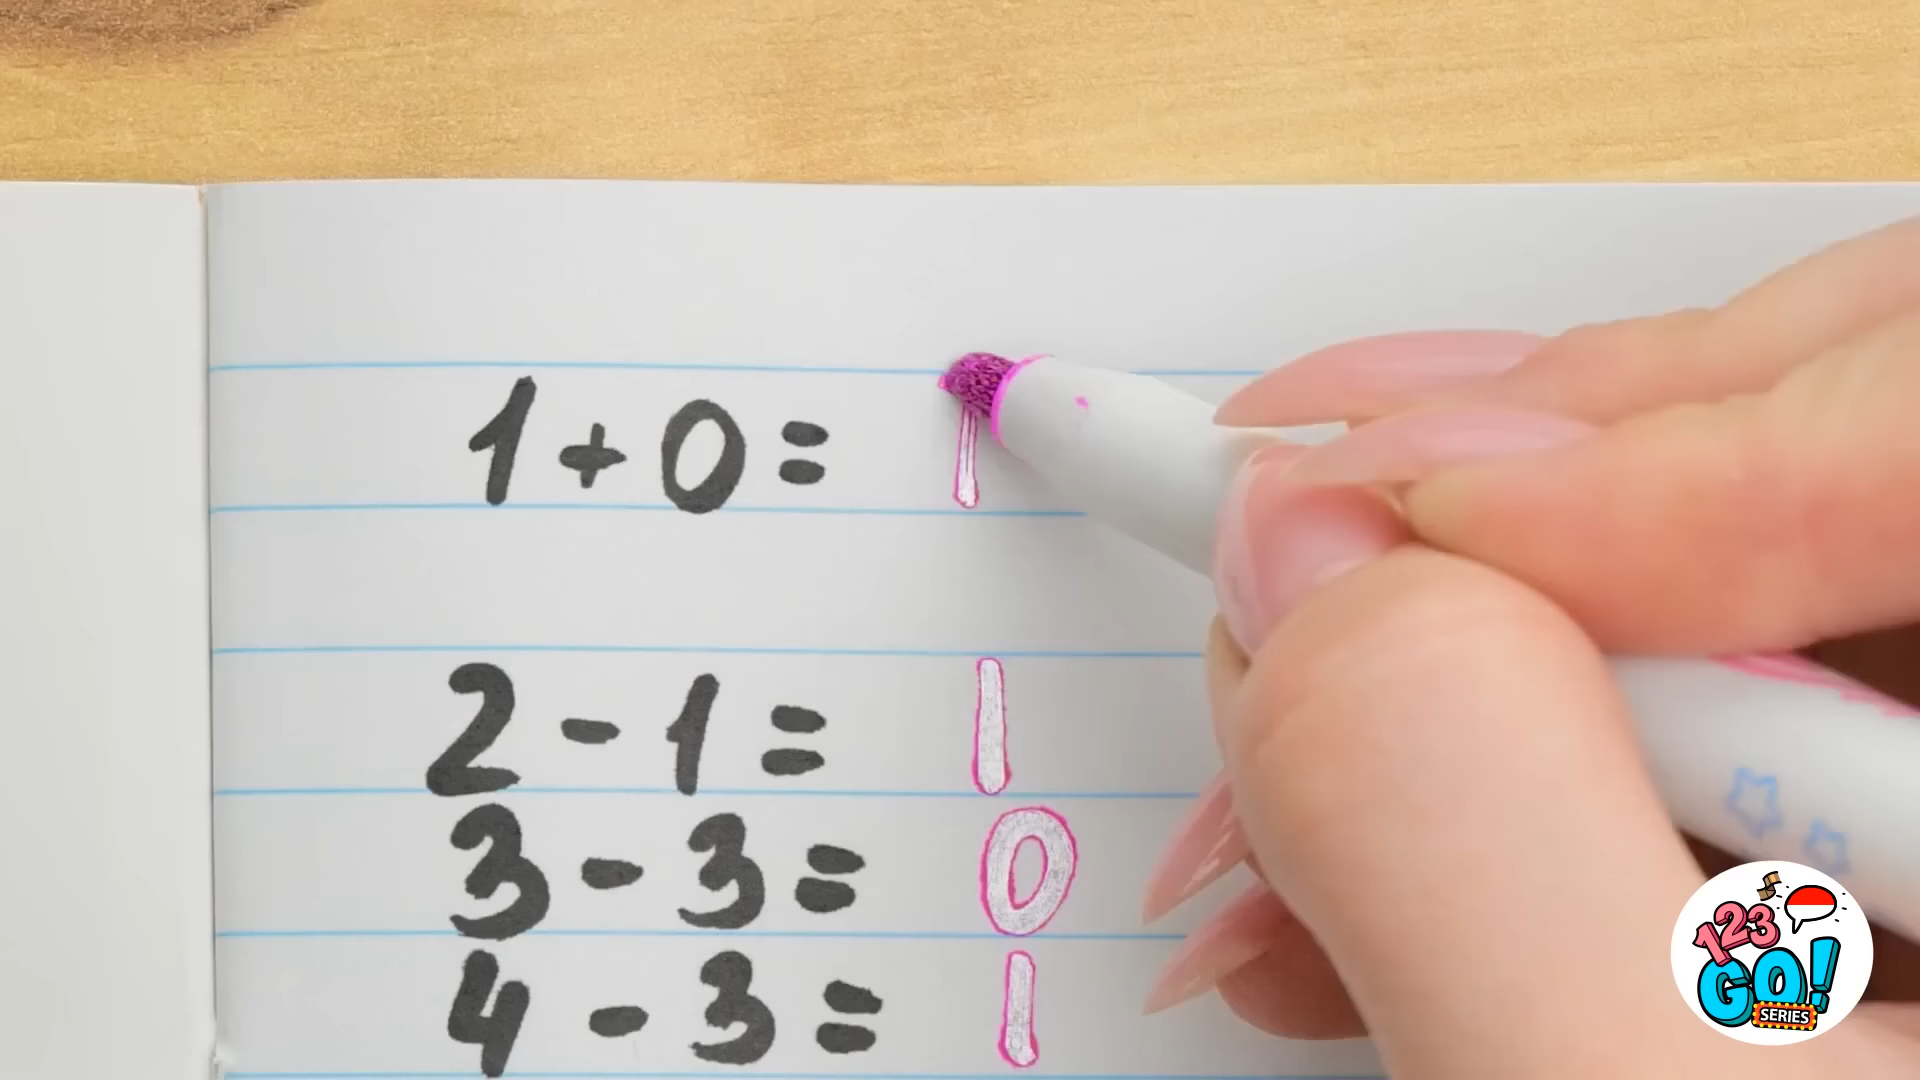 1 + 0 = 1
2 - 1 = 1
3 - 3 = 0
4 - 3 = 1
123
GO!
SERIES